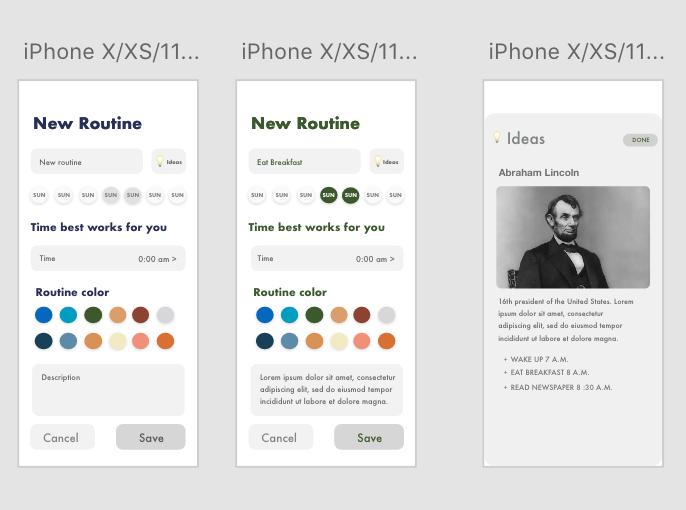 iPhone X/XS/11...
New Routine
New routine
Ideas
SUN SUN SUN SUN SUN SUN SUN
Time best works for you
Time 0:00 am >
Routine color
Description
Cancel Save
iPhone X/XS/11...
New Routine
Eat Breakfast
Ideas
SUN SUN SUN SUN SUN SUN SUN
Time best works for you
Time 0:00 am >
Routine color
Lorem ipsum dolor sit amet, consectetur
adipiscing elit, sed do eiusmod tempor
incididunt ut labore et dolore magna.
Cancel Save
iPhone X/XS/11...
Ideas
DONE
Abraham Lincoln
16th president of the United States. Lorem
ipsum dolor sit amet, consectetur
adipiscing elit, sed do eiusmod tempor
incididunt ut labore et dolore magna.
+ WAKE UP 7 A.M.
+ EAT BREAKFAST 8 A.M.
+ READ NEWSPAPER 8 :30 A.M.